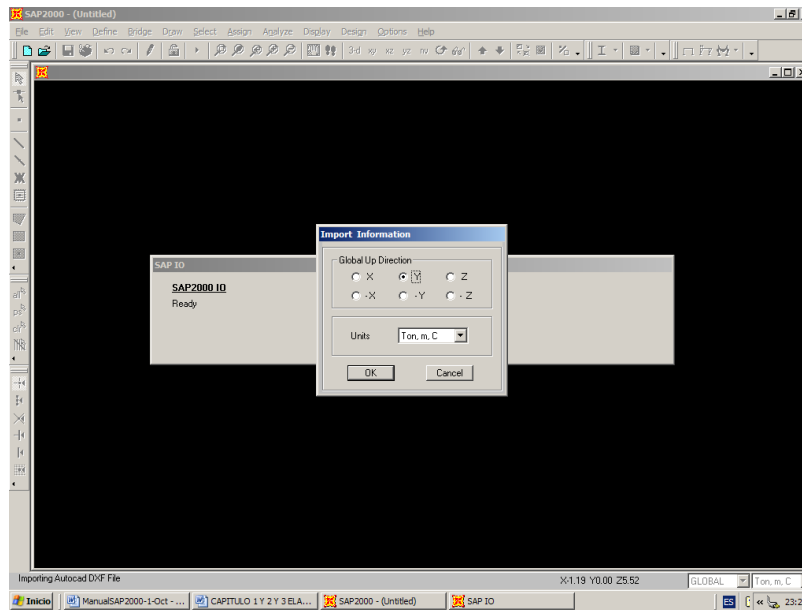 SAP2000 - (Untitled)
File Edit View Define Bridge Draw Select Assign Analyze Display Design Options Help
3-d xy xz yz nv
SAP IO
SAP2000 IO
Ready
Import Information
Global Up Direction
X Y Z
-X -Y -Z
Units Ton, m, C
OK Cancel
Importing Autocad DXF File
X-1.19 Y0.00 Z5.52
GLOBAL
Ton, m, C
Inicio
ManualSAP2000-1-Oct - ...
CAPITULO 1 Y 2 Y 3 ELA...
SAP2000 - (Untitled)
SAP IO
ES
«
23:2